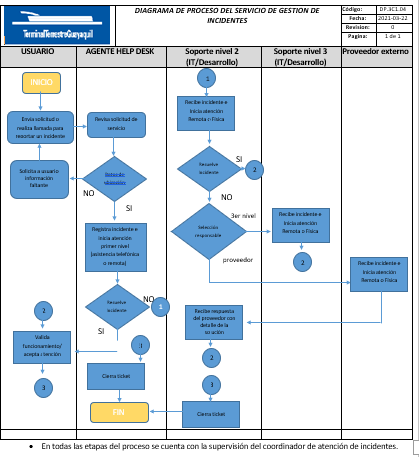 DIAGRAMA DE PROCESO DEL SERVICIO DE GESTION DE
INCIDENTES
Código: DP.SC1.04
Fecha: 2021-03-22
Revision: 0
Pagina: 1 de 1
TerminalTerrestreGuayaquil
USUARIO
AGENTE HELP DESK
Soporte nivel 2
(IT/Desarrollo)
Soporte nivel 3
(IT/Desarrollo)
Proveedor externo
INICIO
Envia solicitud o
realiza llamada para
reportar un incidente
Solicita a usuario
información
faltante
Revisa solicitud de
servicio
NO
SI
Registra incidente e
inicia atención
primer nivel
(asistencia telefónica
o remota)
Resuelve
incidente
NO
1
SI
3
Cierra ticket
FIN
2
Valida
funcionamiento/
acepta atención
3
1
Recibe incidente e
inicia atención
Remota o Física
Resuelve
incidente
SI
2
NO
Selección
responsable
3er nivel
proveedor
Recibe incidente e
inicia atención
Remota o Física
2
Recibe incidente e
inicia atención
Remota o Física
Recibe respuesta
del proveedor con
detalle de la
solución
2
3
Cierra ticket
• En todas las etapas del proceso se cuenta con la supervisión del coordinador de atención de incidentes.